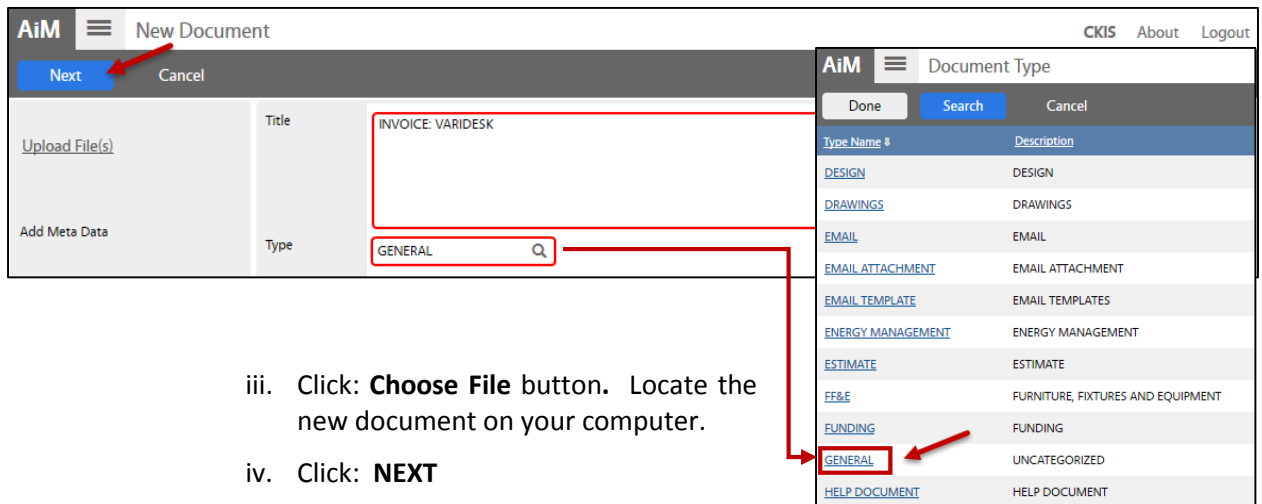 AiM New Document CKIS About Logout
Next Cancel
Upload File(s)
Add Meta Data
Title INVOICE: VARIDESK
Type GENERAL
AiM Document Type
Done Search Cancel
Type Name Description
DESIGN DESIGN
DRAWINGS DRAWINGS
EMAIL EMAIL
EMAIL ATTACHMENT EMAIL ATTACHMENT
EMAIL TEMPLATE EMAIL TEMPLATES
ENERGY MANAGEMENT ENERGY MANAGEMENT
ESTIMATE ESTIMATE
FF&E FURNITURE, FIXTURES AND EQUIPMENT
FUNDING FUNDING
GENERAL UNCATEGORIZED
HELP DOCUMENT HELP DOCUMENT
iii. Click: Choose File button. Locate the
new document on your computer.
iv. Click: NEXT